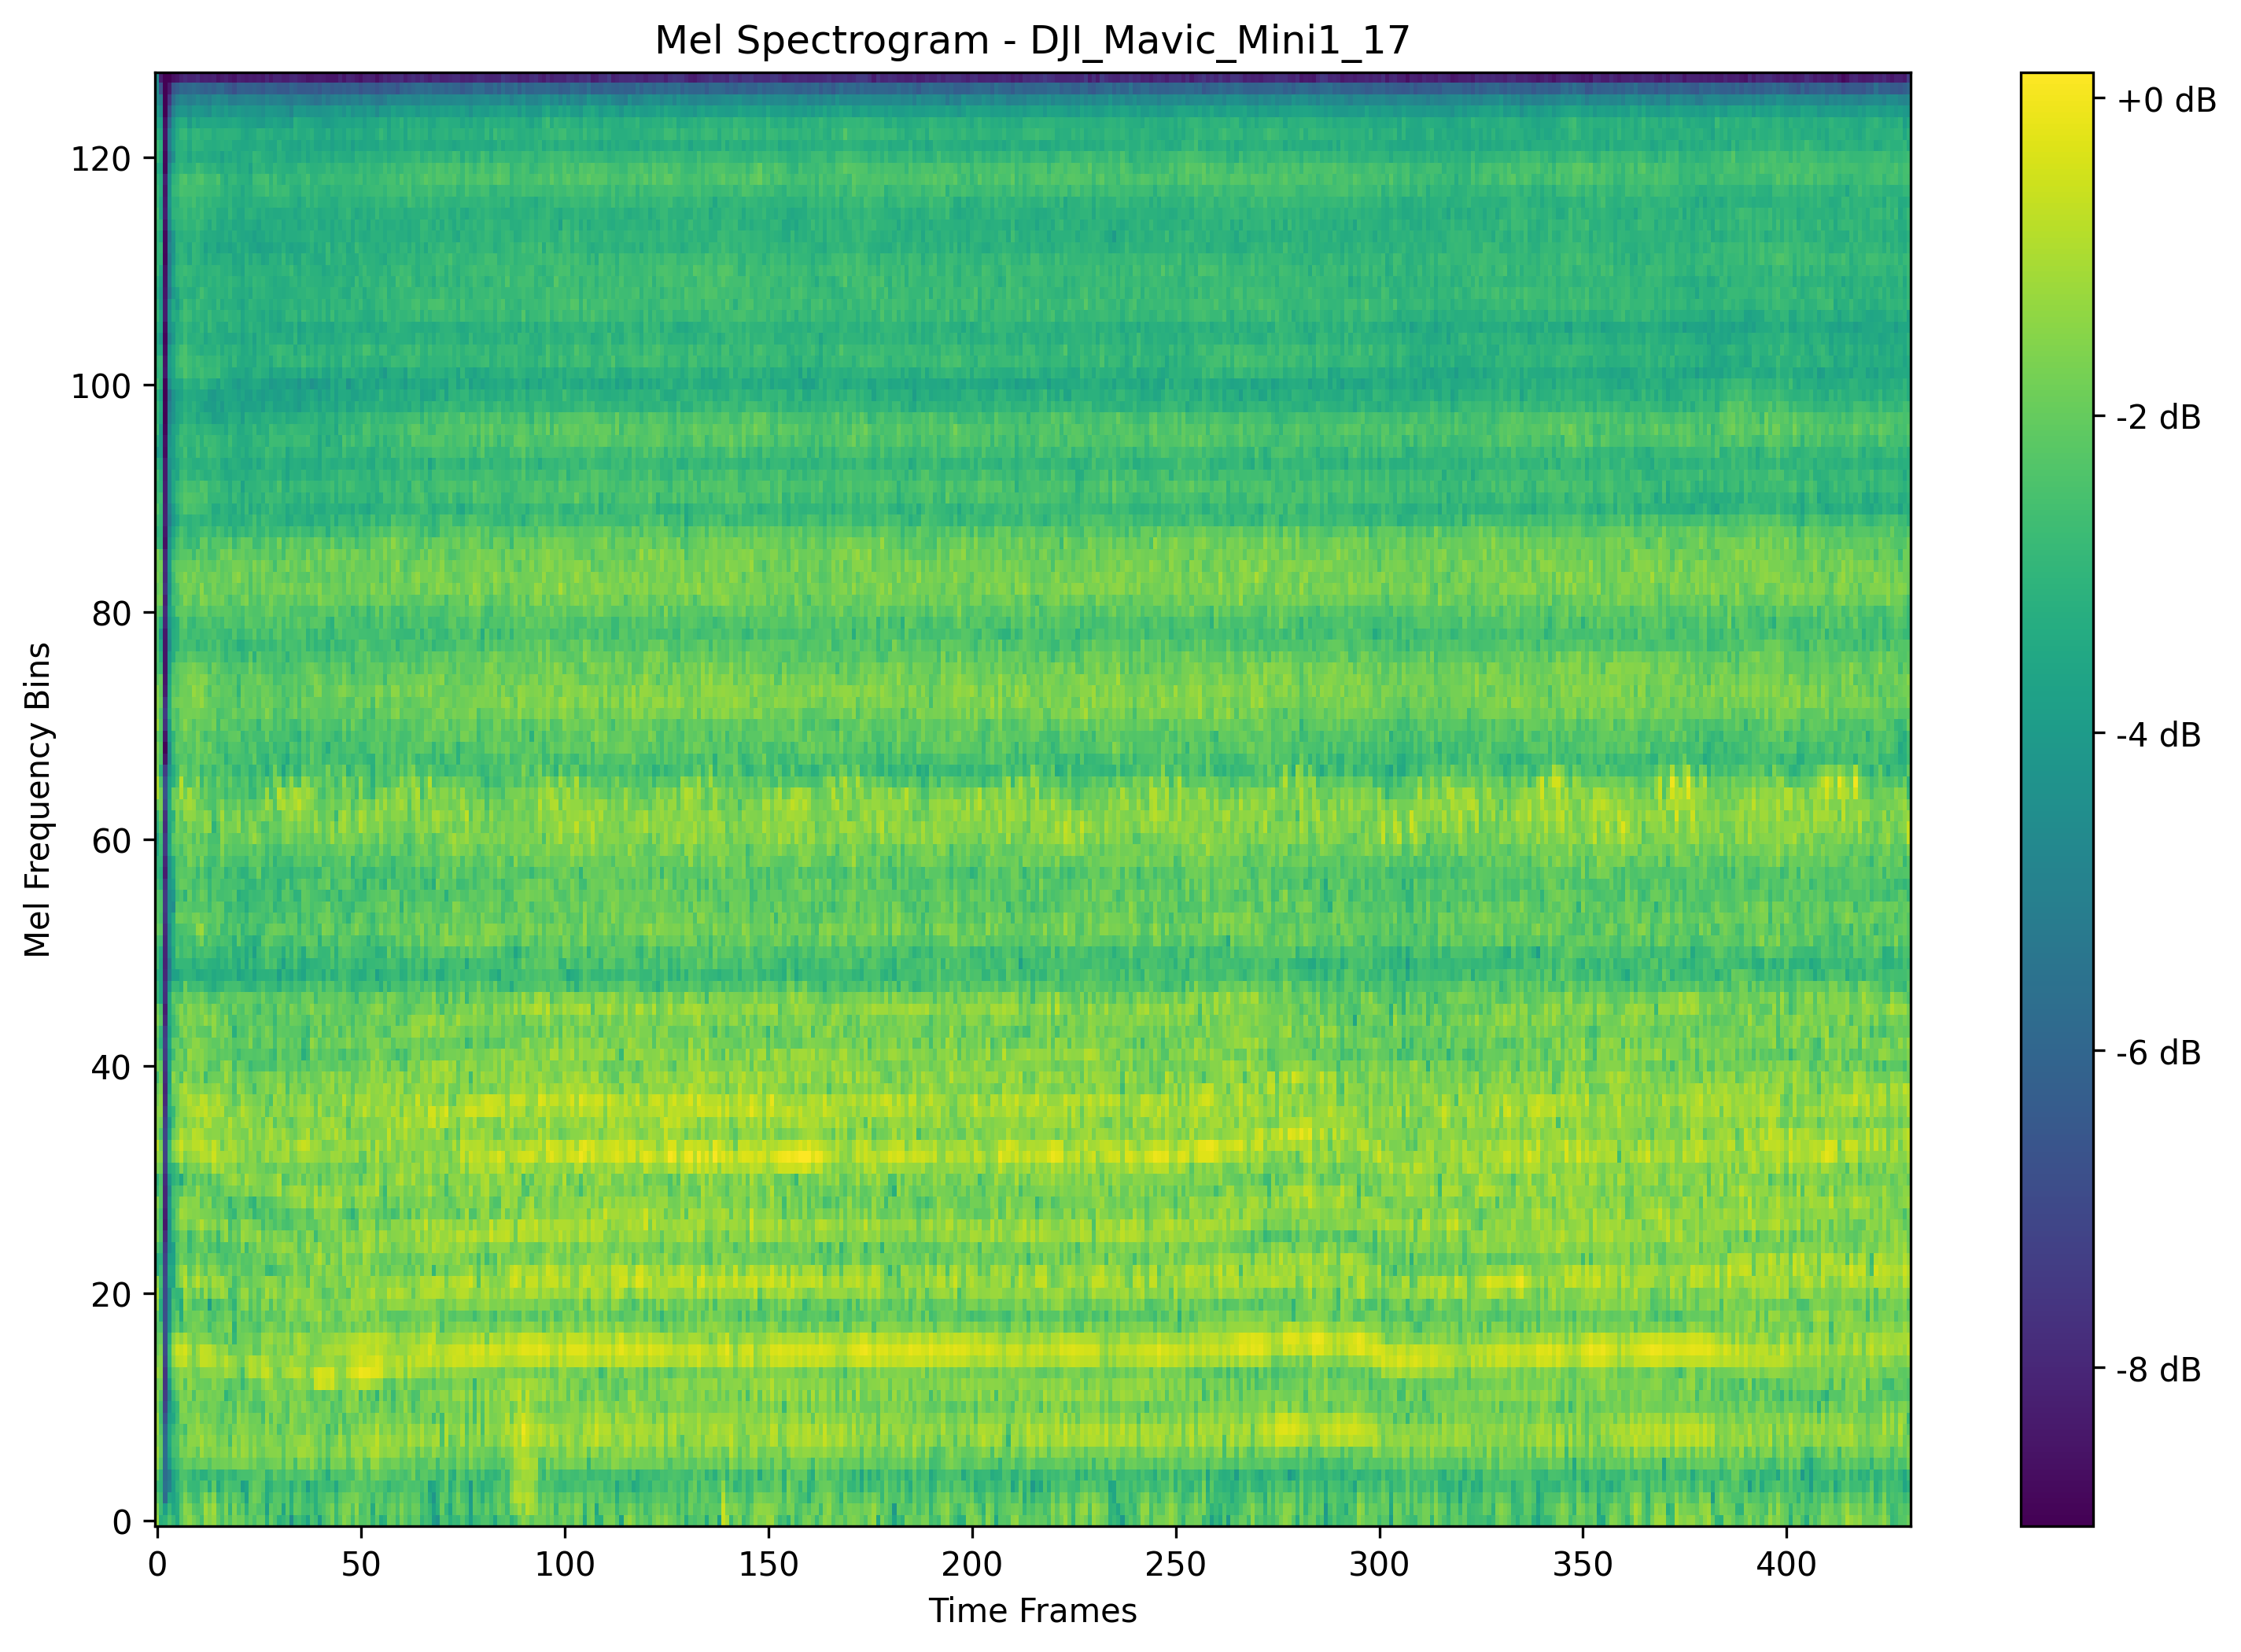 Mel Spectrogram - DJI_Mavic_Mini1_17
Mel Frequency Bins
120
100
80
60
40
20
0
0 50 100 150 200 250 300 350 400
Time Frames
+0 dB
-2 dB
-4 dB
-6 dB
-8 dB